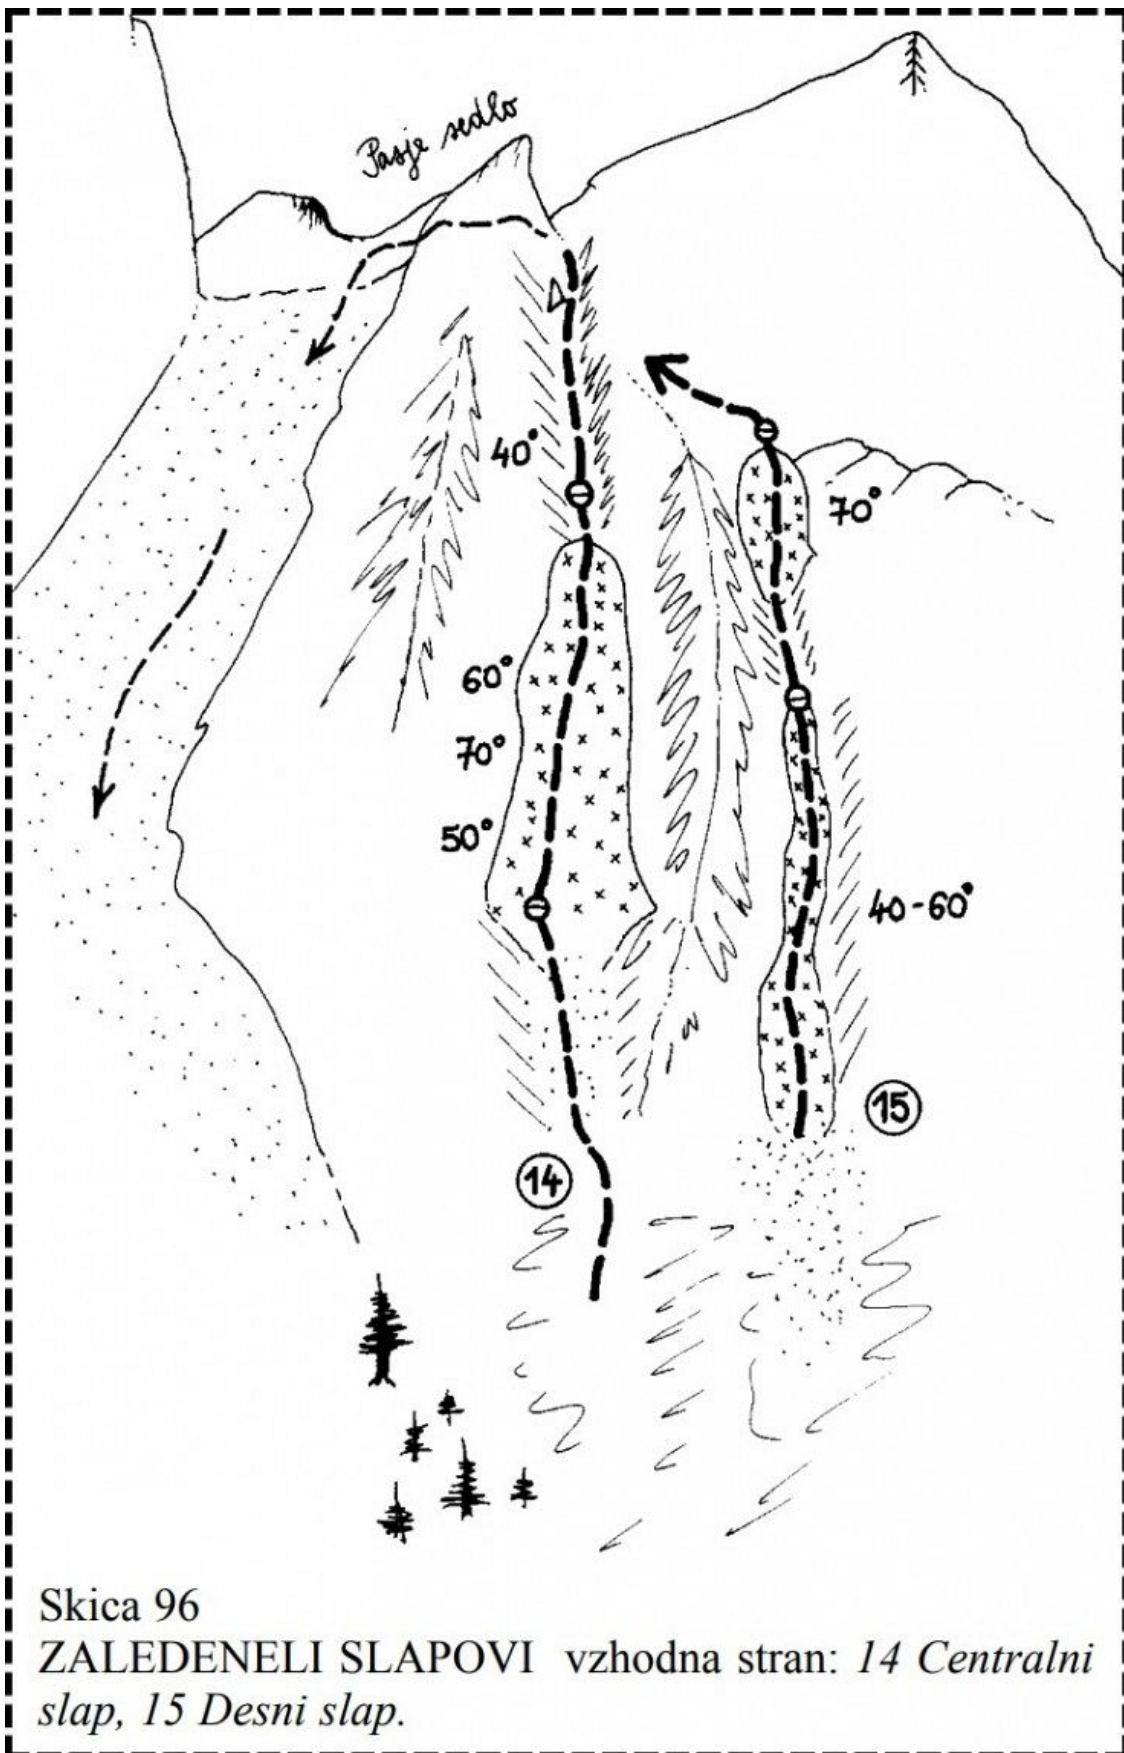 Pasje sedlo
40°
70°
60°
70°
50°
40-60°
15
14
Skica 96
ZALEDENELI SLAPOVI vzhodna stran: 14 Centralni
slap, 15 Desni slap.